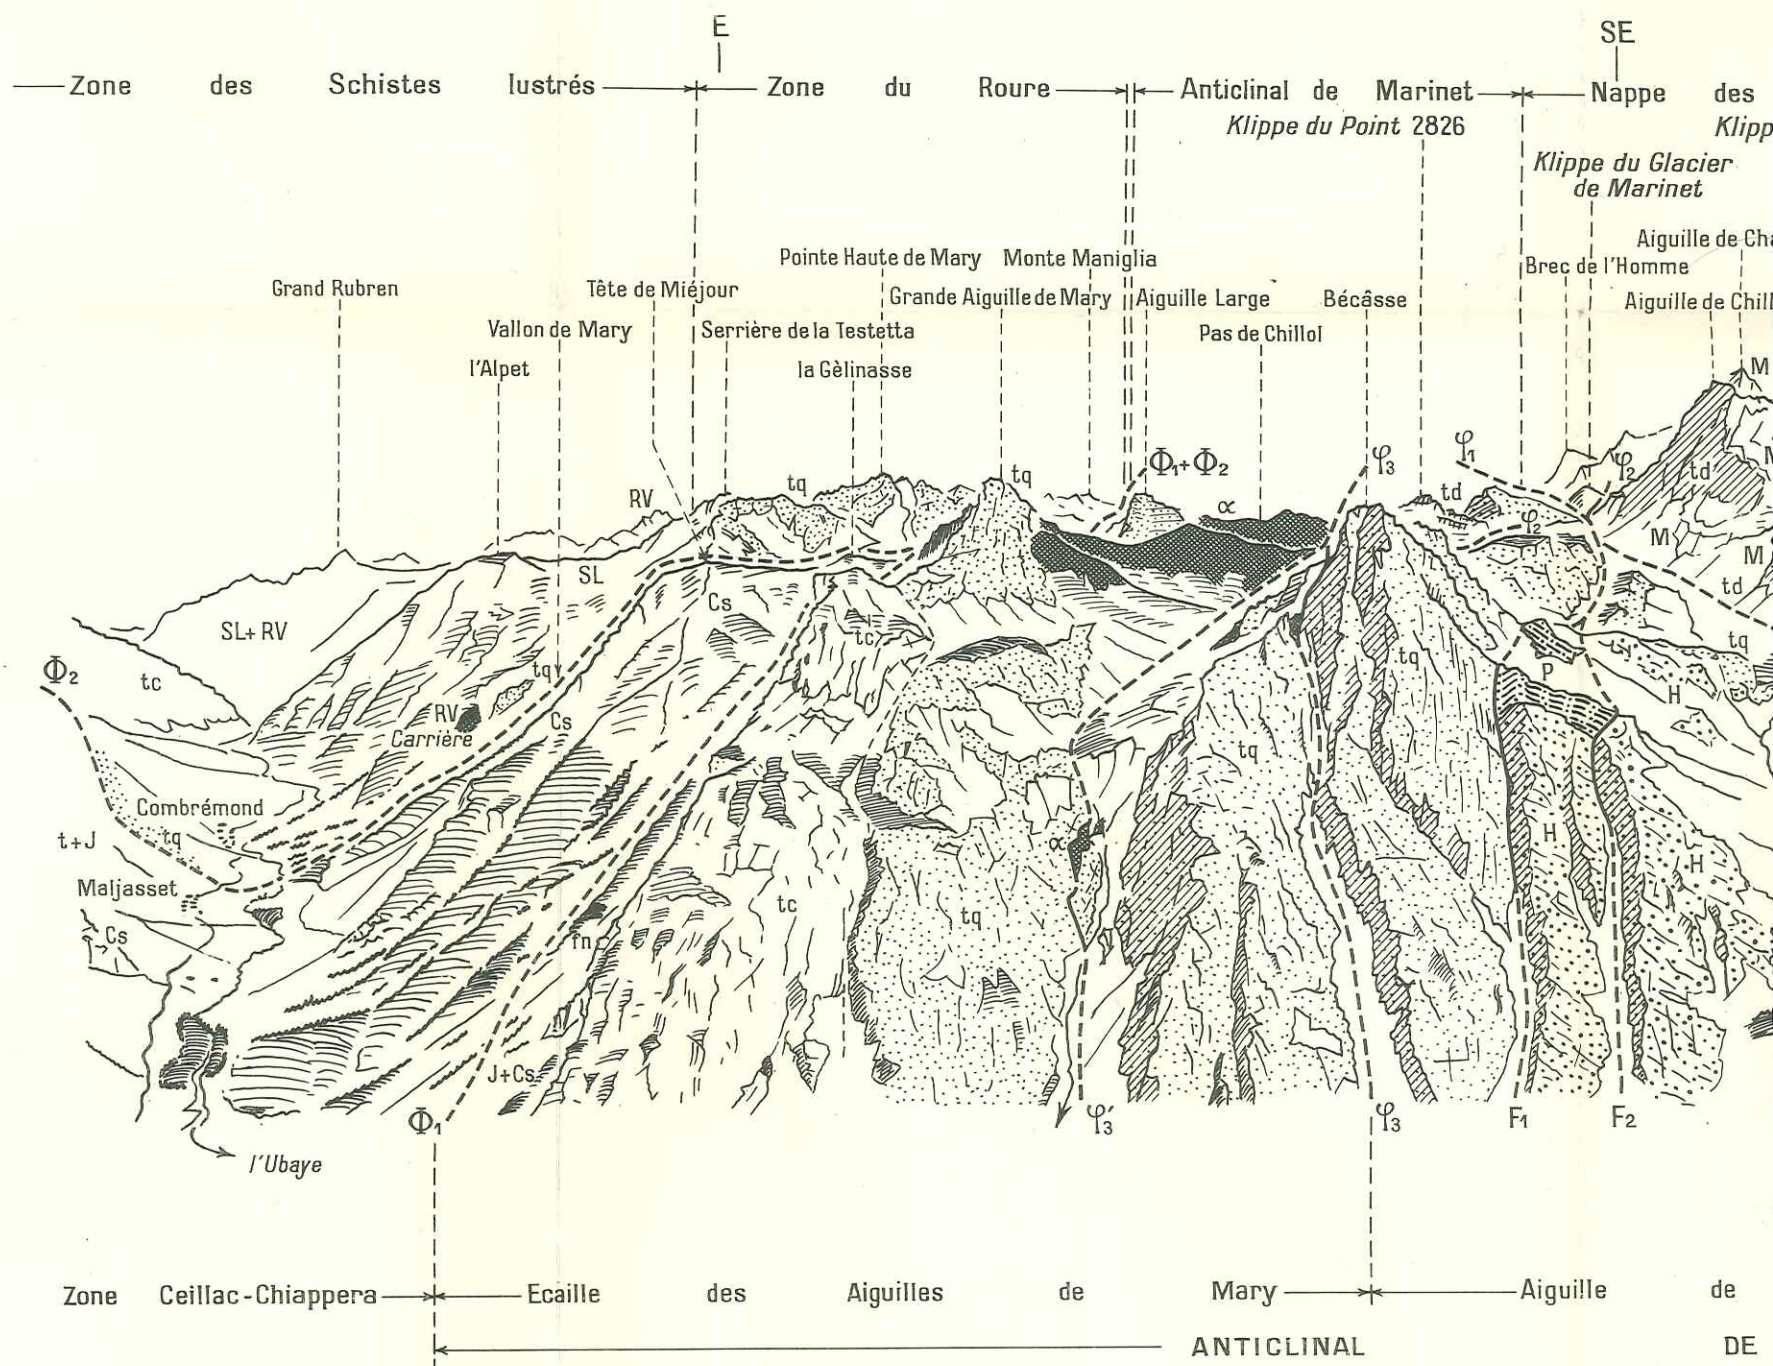 E
SE
Zone des Schistes lustrés
Zone du Roure
Anticlinal de Marinet
Nappe des
Klippe du Point 2826
Klipp
Klippe du Glacier
de Marinet
Aiguille de Cha
Pointe Haute de Mary
Monte Maniglia
Brec de l'Homme
Grand Rubren
Tête de Miéjour
Grande Aiguille de Mary
Aiguille Large
Bécâsse
Aiguille de Chill
Vallon de Mary
Serrière de la Testetta
Pas de Chillol
l'Alpet
la Gèlinasse
M
φ1
Φ1+Φ2
φ3
φ2
tq
tq
td
M
RV
td
α
φ2
M
M
SL
td
Cs
SL+RV
tc
tq
tq
Φ2
tq
P
tc
H
RV
Cs
Carrière
tq
Combrémond
t+J
tq
H
H
α
Maljasset
tc
tq
Cs
fn
J+Cs
Φ1
φ'3
φ3
F1
F2
l'Ubaye
Zone Ceillac-Chiappera
Ecaille des Aiguilles de Mary
Aiguille de
ANTICLINAL DE